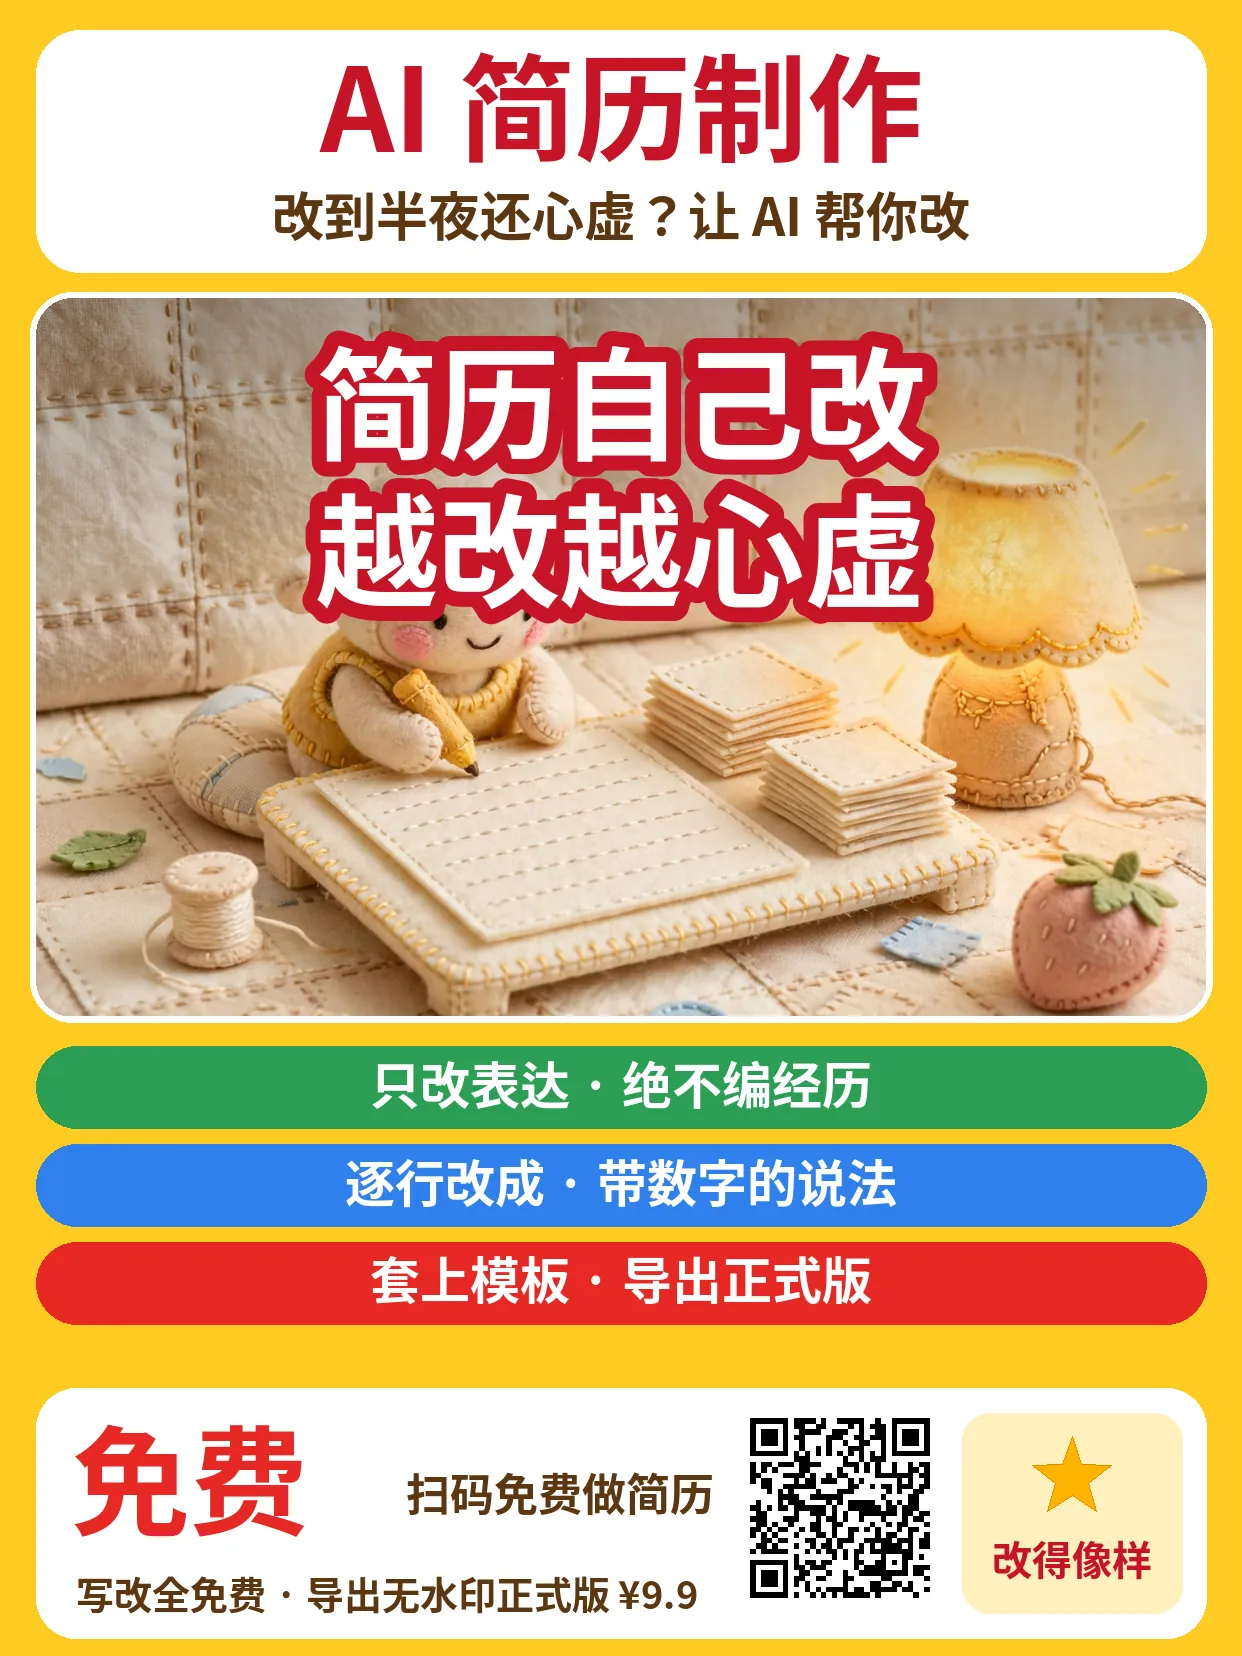 AI 简历制作
改到半夜还心虚？让 AI 帮你改
简历自己改
越改越心虚
只改表达 · 绝不编经历
逐行改成 · 带数字的说法
套上模板 · 导出正式版
免费
扫码免费做简历
写改全免费 · 导出无水印正式版 ¥9.9
改得像样